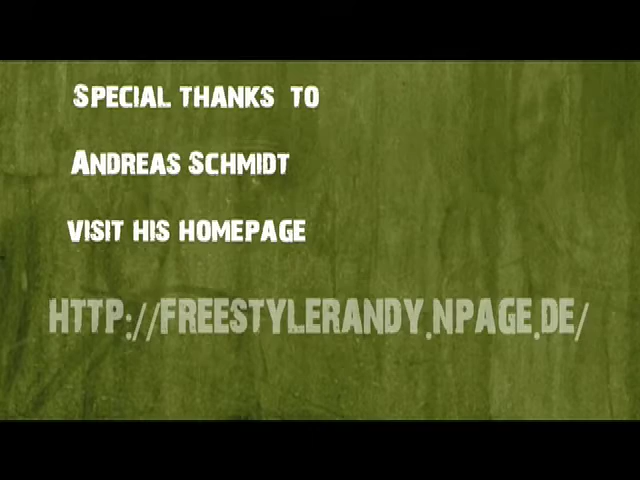 Special thanks to
Andreas Schmidt
visit his homepage
http://freestylerandy.npage.de/